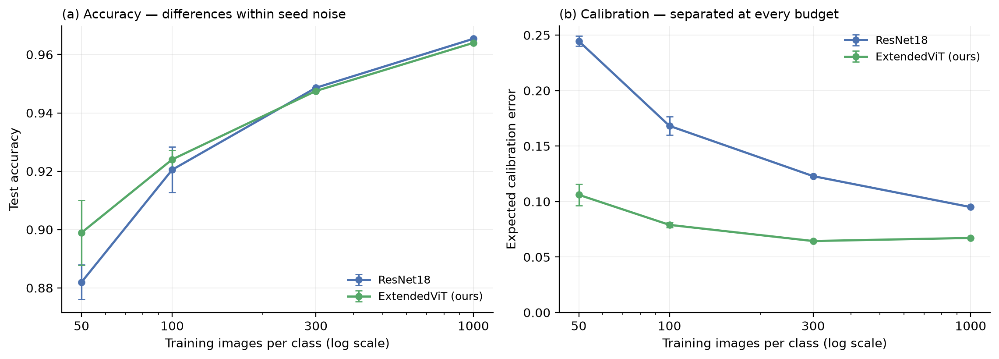 (a) Accuracy — differences within seed noise
Test accuracy
0.96
0.94
0.92
0.90
0.88
50
100
300
1000
Training images per class (log scale)
ResNet18
ExtendedViT (ours)
(b) Calibration — separated at every budget
Expected calibration error
0.25
0.20
0.15
0.10
0.05
0.00
50
100
300
1000
Training images per class (log scale)
ResNet18
ExtendedViT (ours)